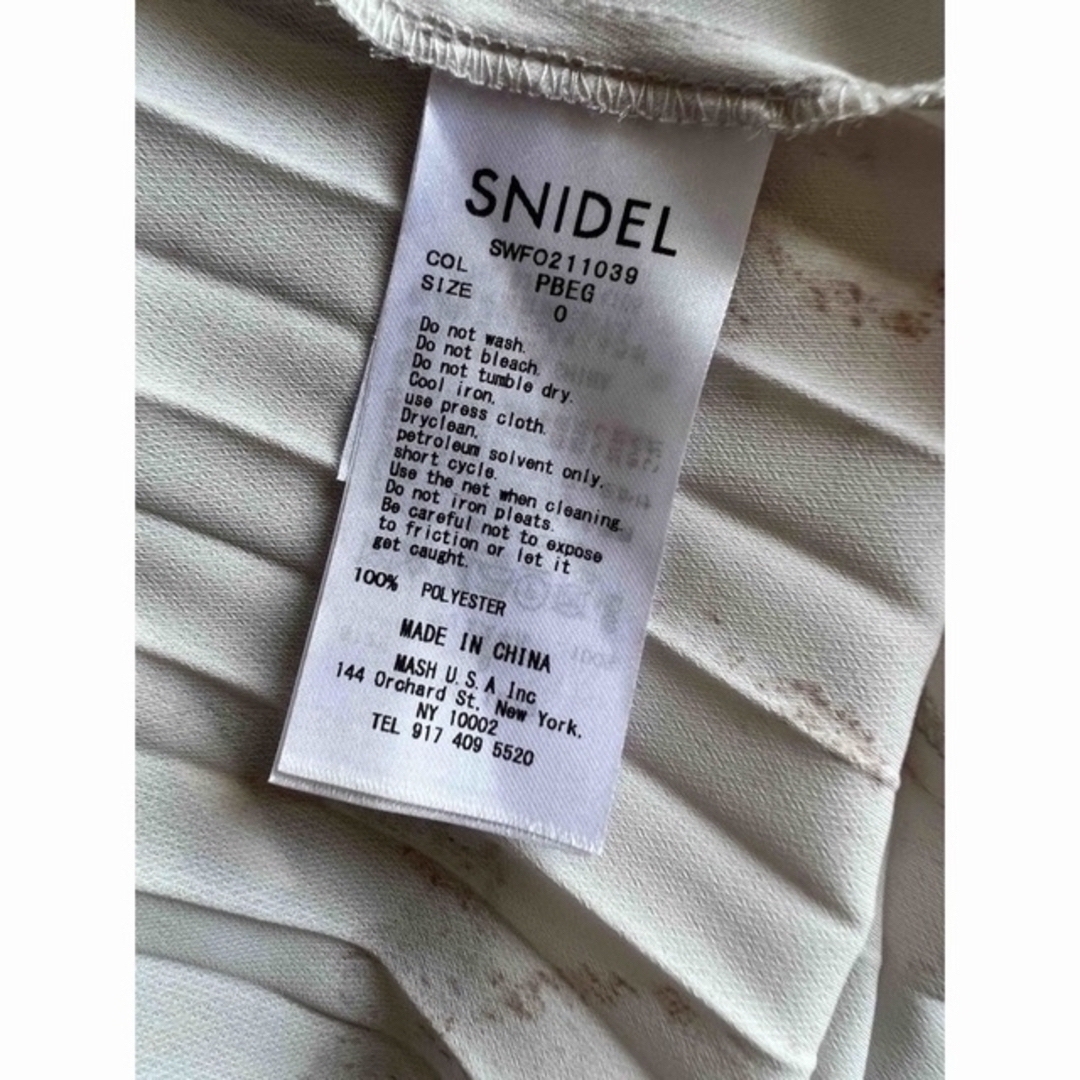 SNIDEL
SWFO211039
COL PBEG
SIZE 0
Do not wash.
Do not bleach.
Do not tumble dry.
Cool iron.
use press cloth.
Dryclean.
petroleum solvent only.
short cycle.
Use the net when cleaning.
Do not iron pleats.
Be careful not to expose
to friction or let it
get caught.
100% POLYESTER
MADE IN CHINA
MASH U.S.A Inc
144 Orchard St. New York.
NY 10002
TEL 917 409 5520